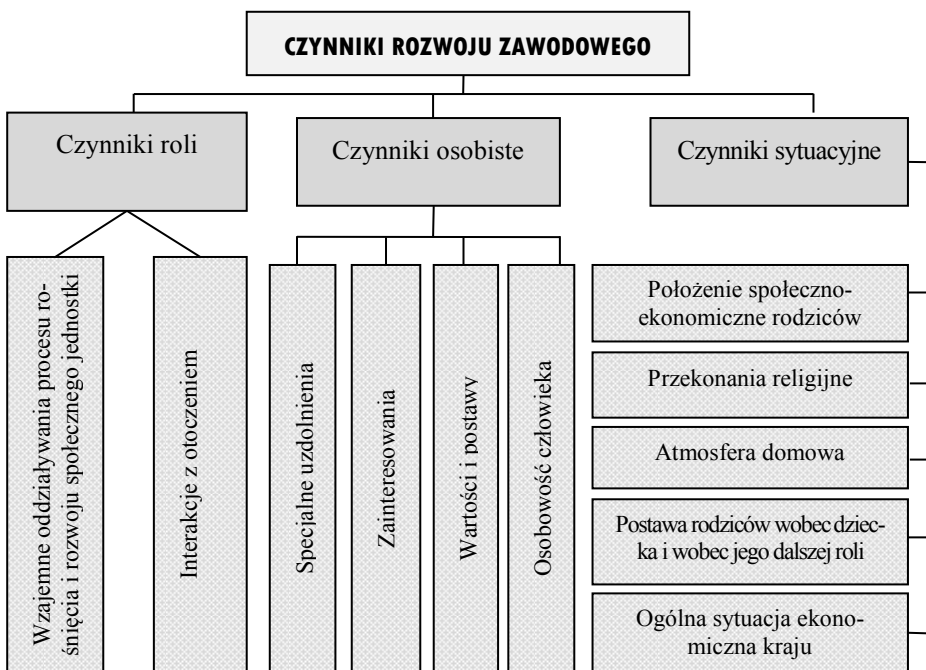 CZYNNIKI ROZWOJU ZAWODOWEGO
Czynniki roli
Czynniki osobiste
Czynniki sytuacyjne
Wzajemne oddziaływania procesu ro-
śnięcia i rozwoju społecznego jednostki
Interakcje z otoczeniem
Specjalne uzdolnienia
Zainteresowania
Wartości i postawy
Osobowość człowieka
Położenie społeczno-
ekonomiczne rodziców
Przekonania religijne
Atmosfera domowa
Postawa rodziców wobec dziec-
ka i wobec jego dalszej roli
Ogólna sytuacja ekono-
miczna kraju